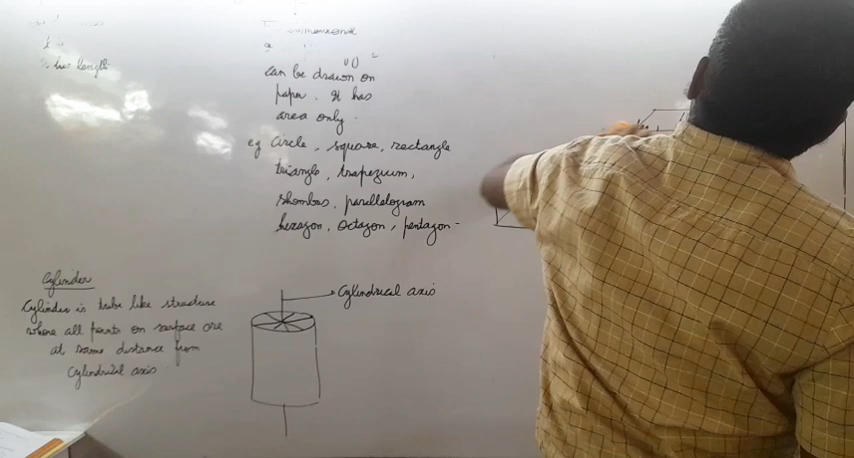 has length
can be drawn on
paper. It has
area only.
eg circle, square, rectangle
triangle, trapezium,
rhombus, parallelogram
hexagon, octagon, pentagon -
Cylinder
Cylinder is tube like structure
where all points on surface are
at same distance from
cylindrical axis
Cylindrical axis